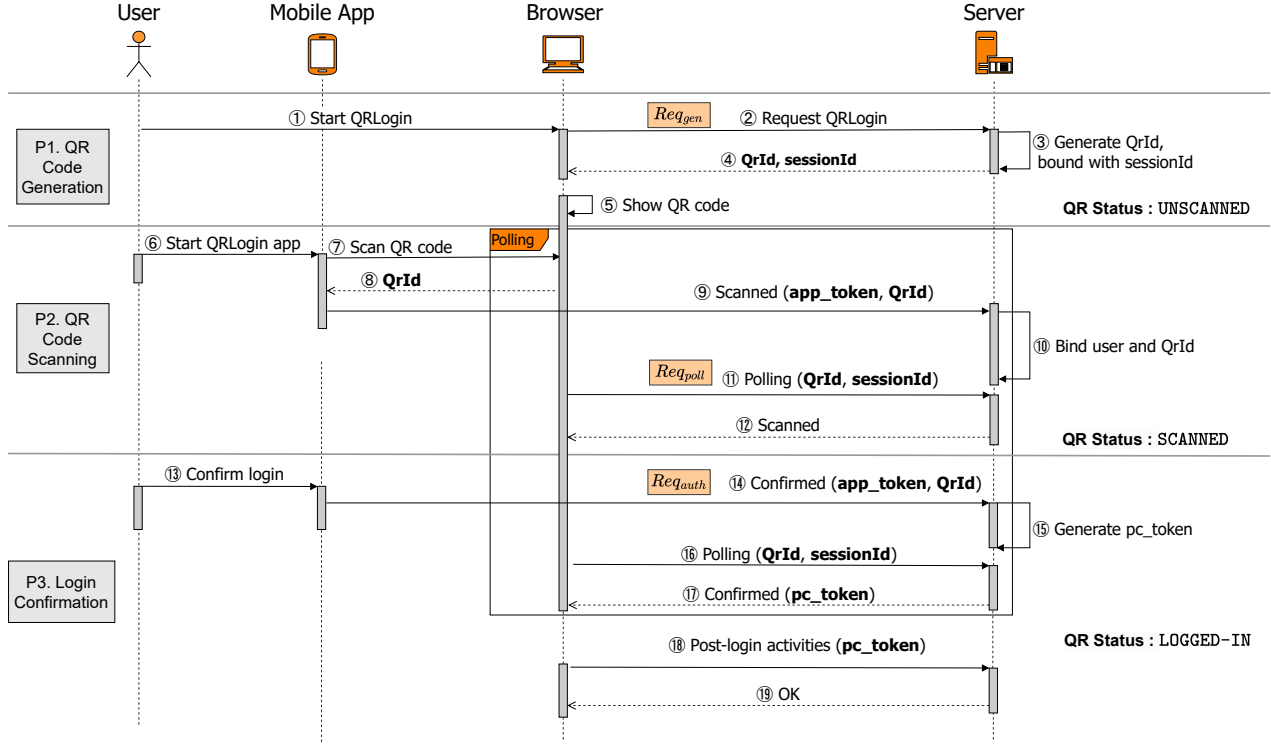 User
Mobile App
Browser
Server
P1. QR
Code
Generation
① Start QRLogin
Req_gen
② Request QRLogin
③ Generate QrId,
bound with sessionId
④ QrId, sessionId
⑤ Show QR code
QR Status : UNSCANNED
P2. QR
Code
Scanning
Polling
⑥ Start QRLogin app
⑦ Scan QR code
⑧ QrId
⑨ Scanned (app_token, QrId)
⑩ Bind user and QrId
Req_poll
⑪ Polling (QrId, sessionId)
⑫ Scanned
QR Status : SCANNED
P3. Login
Confirmation
⑬ Confirm login
Req_auth
⑭ Confirmed (app_token, QrId)
⑮ Generate pc_token
⑯ Polling (QrId, sessionId)
⑰ Confirmed (pc_token)
QR Status : LOGGED-IN
⑱ Post-login activities (pc_token)
⑲ OK